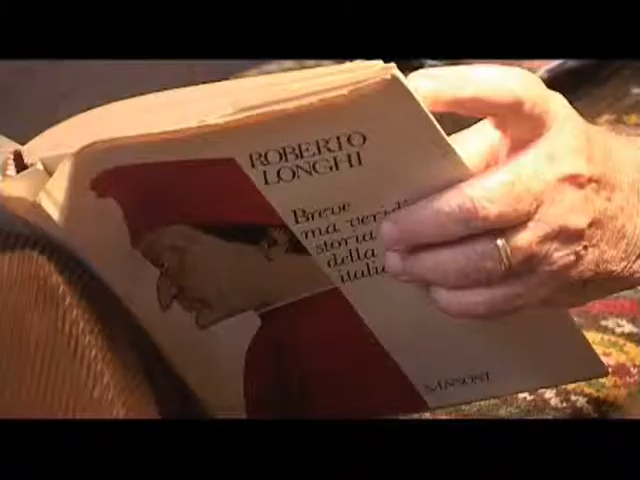 ROBERTO
LONGHI
Breve
ma
storia
della
SANSONI